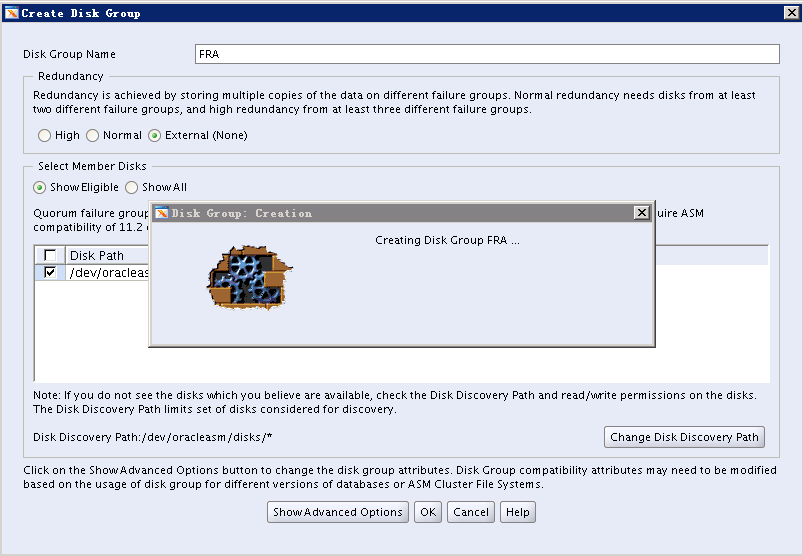 Create Disk Group
Disk Group Name FRA
Redundancy
Redundancy is achieved by storing multiple copies of the data on different failure groups. Normal redundancy needs disks from at least
two different failure groups, and high redundancy from at least three different failure groups.
High Normal External (None)
Select Member Disks
Show Eligible Show All
Quorum failure group
uire ASM
compatibility of 11.2
Disk Group: Creation
Creating Disk Group FRA ...
Disk Path
/dev/oracleas
Note: If you do not see the disks which you believe are available, check the Disk Discovery Path and read/write permissions on the disks.
The Disk Discovery Path limits set of disks considered for discovery.
Disk Discovery Path:/dev/oracleasm/disks/*
Change Disk Discovery Path
Click on the Show Advanced Options button to change the disk group attributes. Disk Group compatibility attributes may need to be modified
based on the usage of disk group for different versions of databases or ASM Cluster File Systems.
Show Advanced Options OK Cancel Help